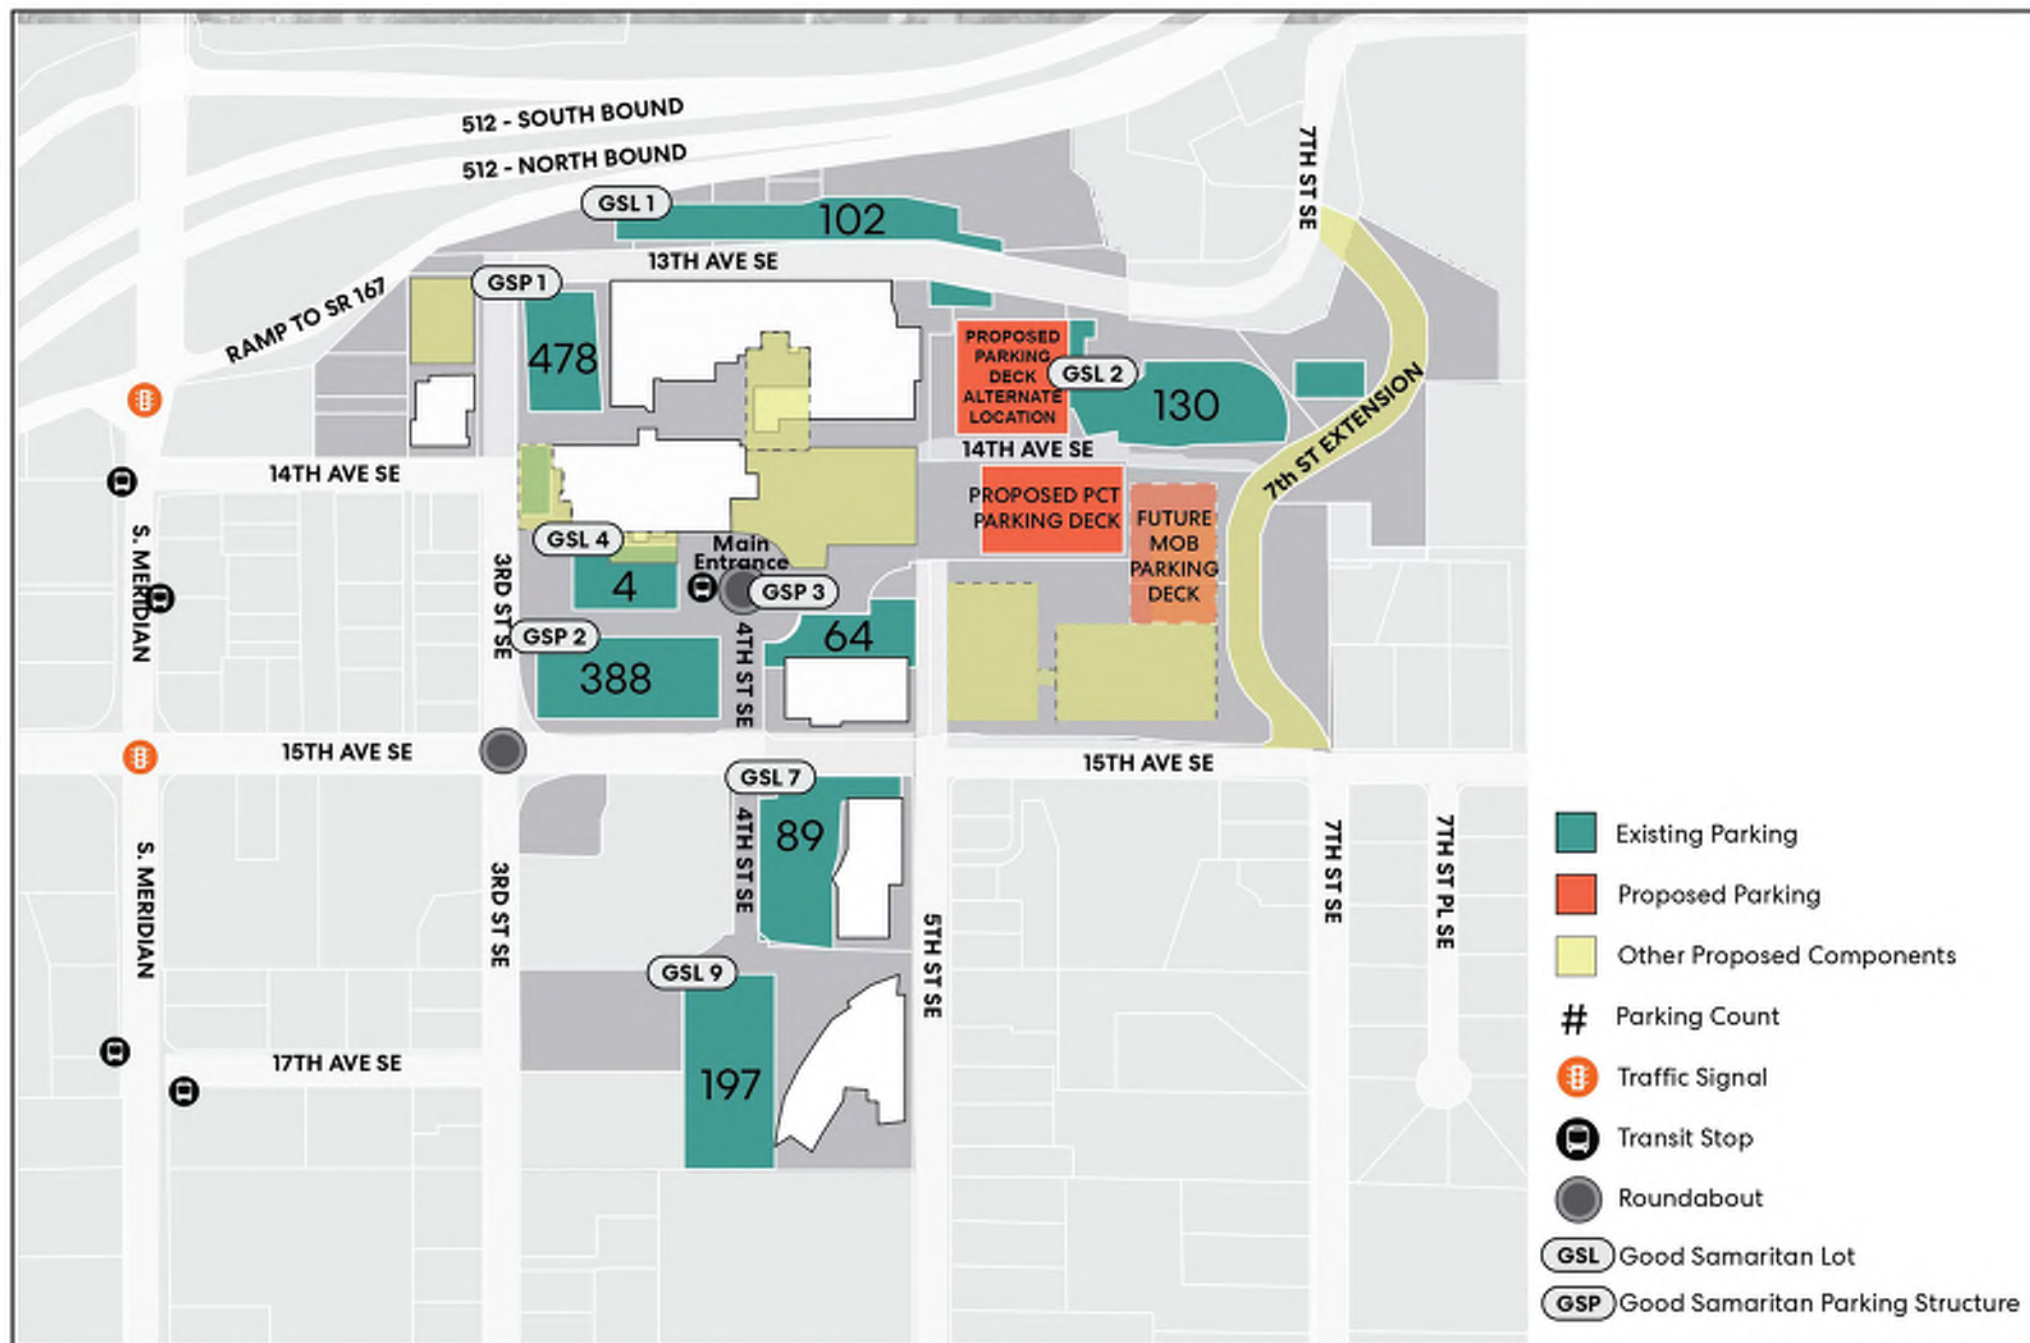 512 - SOUTH BOUND
512 - NORTH BOUND
7TH ST SE
GSL 1
102
13TH AVE SE
GSP 1
RAMP TO SR 167
478
PROPOSED
PARKING
DECK
ALTERNATE
LOCATION
GSL 2
130
7th ST EXTENSION
14TH AVE SE
14TH AVE SE
PROPOSED PCT
PARKING DECK
FUTURE
MOB
PARKING
DECK
S. MERIDIAN
3RD ST SE
GSL 4
4
Main
Entrance
GSP 3
GSP 2
388
4TH ST SE
64
15TH AVE SE
15TH AVE SE
GSL 7
89
4TH ST SE
S. MERIDIAN
3RD ST SE
5TH ST SE
7TH ST SE
7TH ST PL SE
GSL 9
197
17TH AVE SE
Existing Parking
Proposed Parking
Other Proposed Components
# Parking Count
Traffic Signal
Transit Stop
Roundabout
GSL Good Samaritan Lot
GSP Good Samaritan Parking Structure